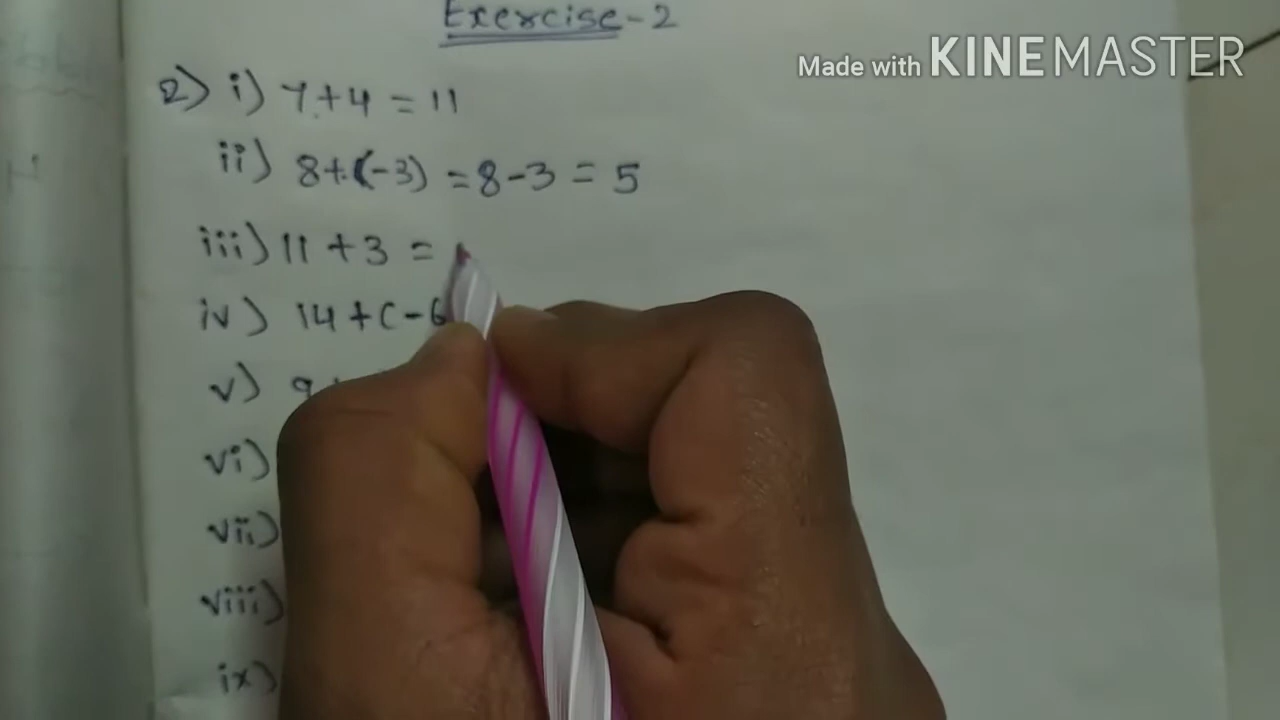 Exercise-2
Made with KINEMASTER
2) i) 7+4 = 11
ii) 8+(-3) = 8-3 = 5
iii) 11 +3 =
iv) 14 +(-6
v) 9
vi)
vii)
viii)
ix)